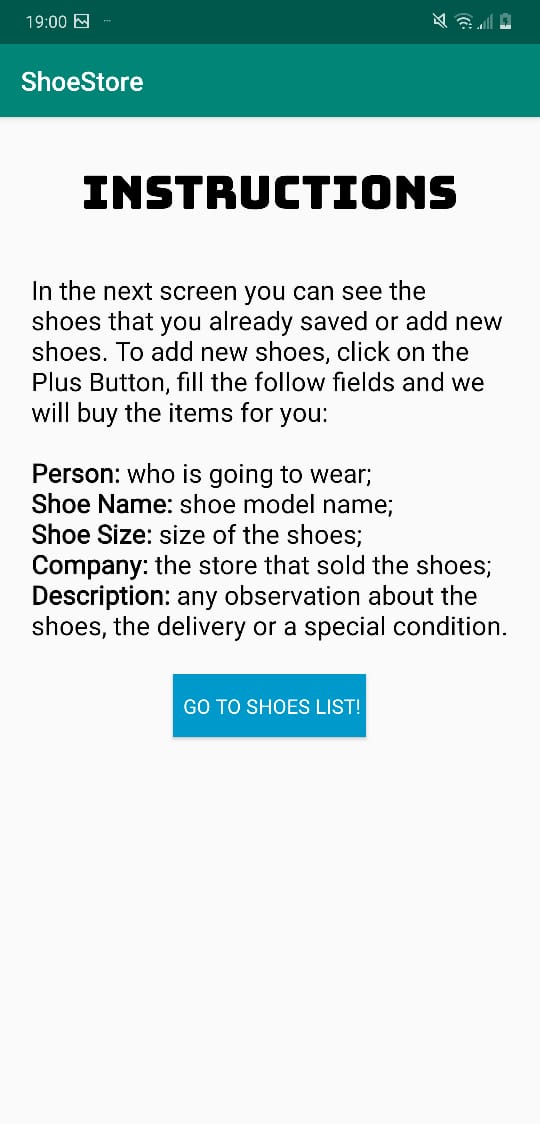 19:00
ShoeStore
INSTRUCTIONS
In the next screen you can see the
shoes that you already saved or add new
shoes. To add new shoes, click on the
Plus Button, fill the follow fields and we
will buy the items for you:
Person: who is going to wear;
Shoe Name: shoe model name;
Shoe Size: size of the shoes;
Company: the store that sold the shoes;
Description: any observation about the
shoes, the delivery or a special condition.
GO TO SHOES LIST!